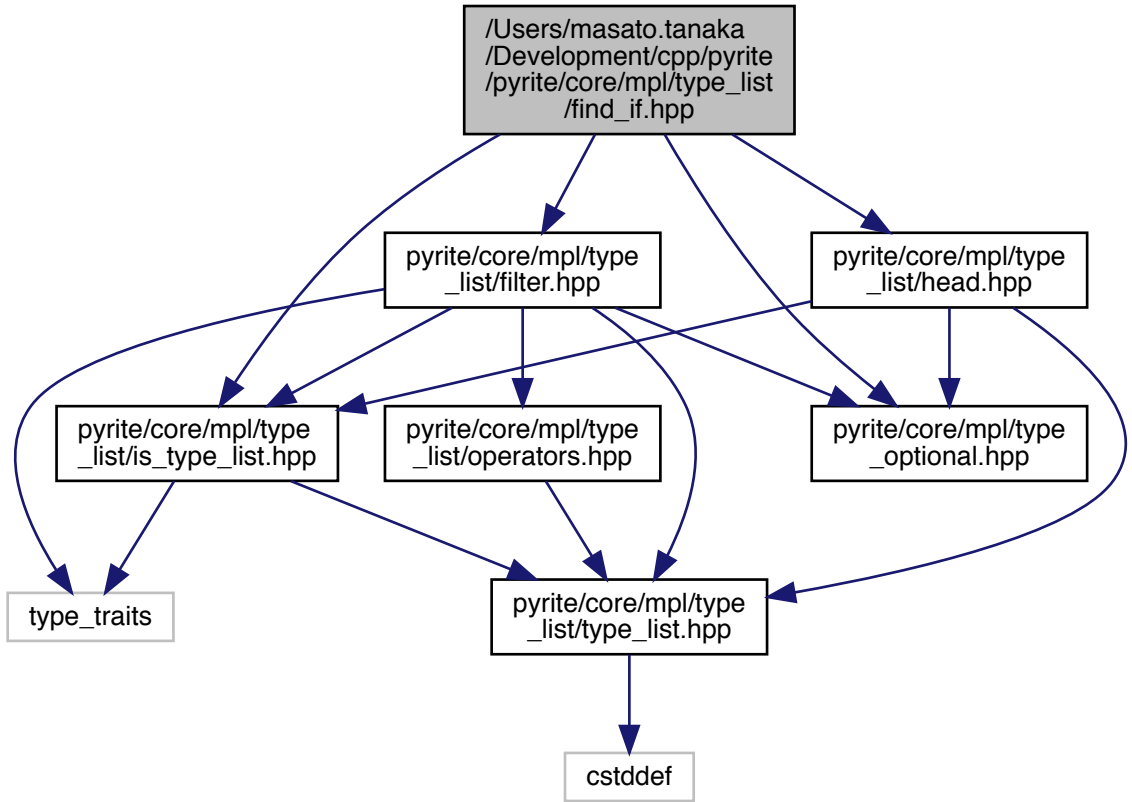 /Users/masato.tanaka
/Development/cpp/pyrite
/pyrite/core/mpl/type_list
/find_if.hpp
pyrite/core/mpl/type
_list/filter.hpp
pyrite/core/mpl/type
_list/head.hpp
pyrite/core/mpl/type
_list/is_type_list.hpp
pyrite/core/mpl/type
_list/operators.hpp
pyrite/core/mpl/type
_optional.hpp
type_traits
pyrite/core/mpl/type
_list/type_list.hpp
cstddef